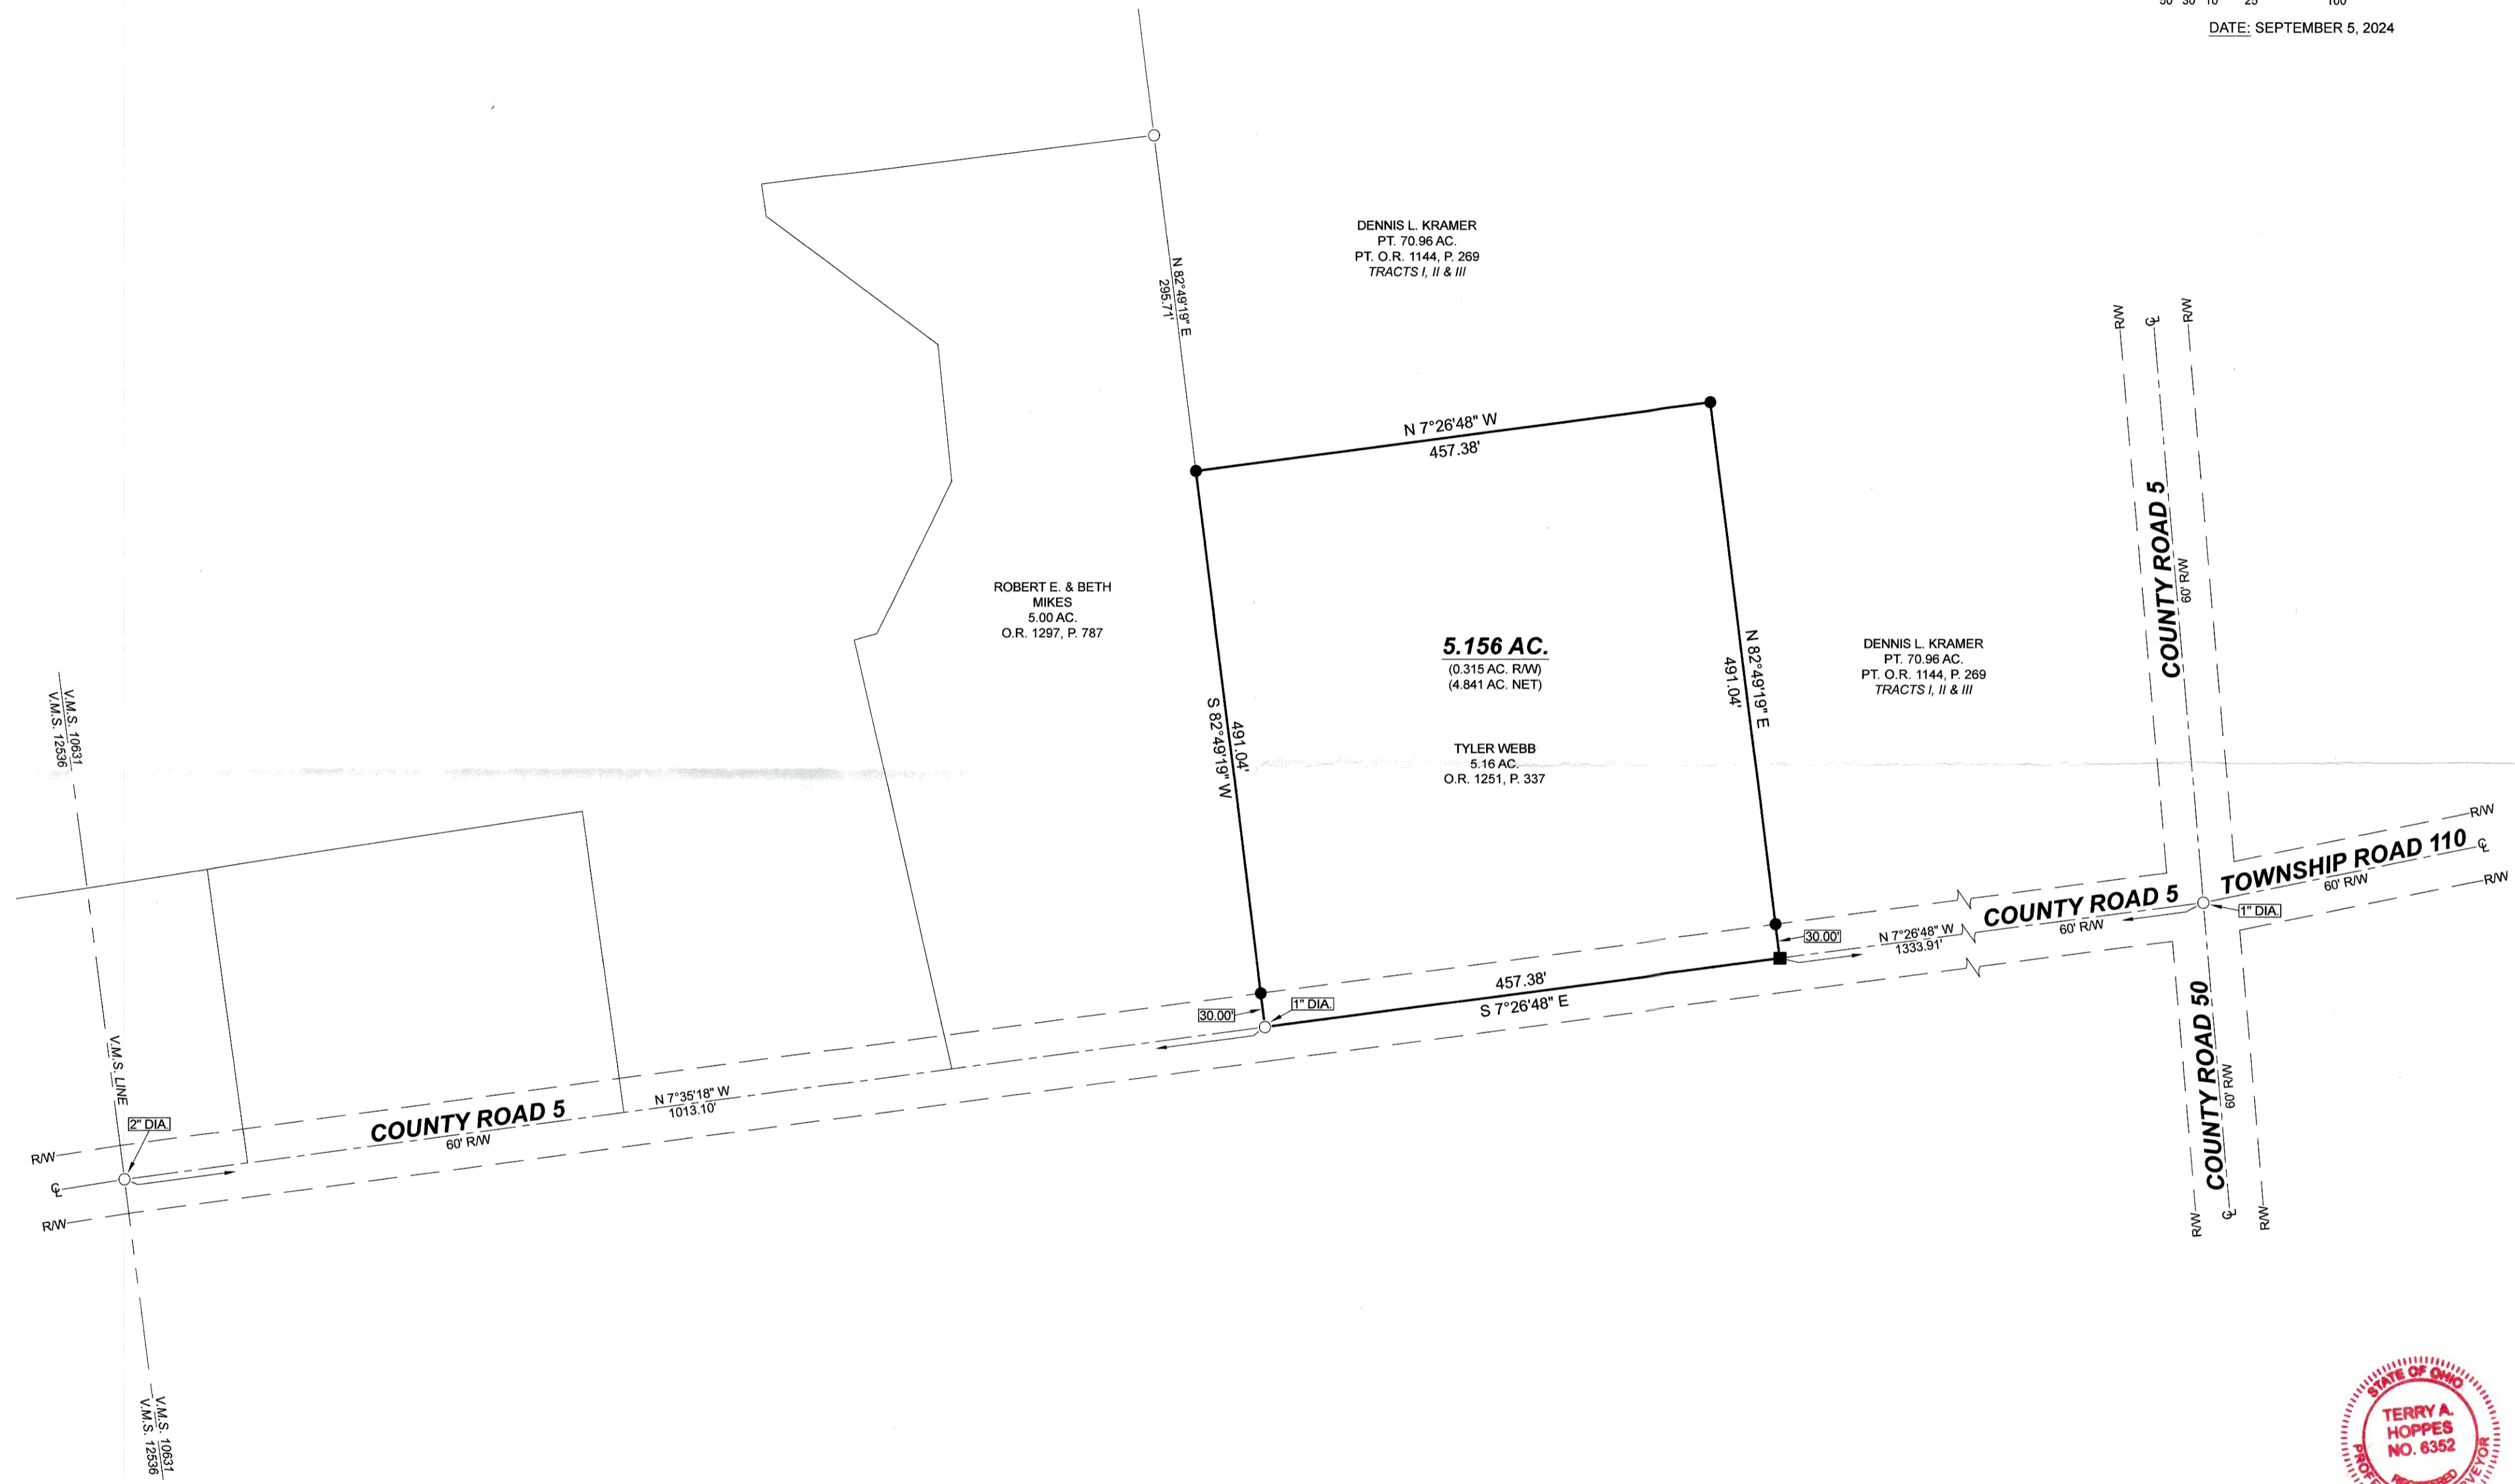 50 30 10 25 100
DATE: SEPTEMBER 5, 2024
DENNIS L. KRAMER
PT. 70.96 AC.
PT. O.R. 1144, P. 269
TRACTS I, II & III
N 82°49'19" E
295.71'
R/W
℄
R/W
N 7°26'48" W
457.38'
COUNTY ROAD 5
60' R/W
ROBERT E. & BETH
MIKES
5.00 AC.
O.R. 1297, P. 787
5.156 AC.
(0.315 AC. R/W)
(4.841 AC. NET)
N 82°49'19" E
491.04'
DENNIS L. KRAMER
PT. 70.96 AC.
PT. O.R. 1144, P. 269
TRACTS I, II & III
V.M.S. 10631
V.M.S. 12536
491.04'
S 82°49'19" W
TYLER WEBB
5.16 AC.
O.R. 1251, P. 337
R/W
TOWNSHIP ROAD 110
℄
60' R/W
R/W
COUNTY ROAD 5
60' R/W
1" DIA.
30.00'
N 7°26'48" W
1333.91'
457.38'
S 7°26'48" E
1" DIA.
30.00'
COUNTY ROAD 50
60' R/W
V.M.S. LINE
N 7°35'18" W
1013.10'
COUNTY ROAD 5
60' R/W
2" DIA.
R/W
℄
R/W
R/W
℄
R/W
V.M.S. 10631
V.M.S. 12536
STATE OF OHIO
TERRY A.
HOPPES
NO. 6352
REGISTERED